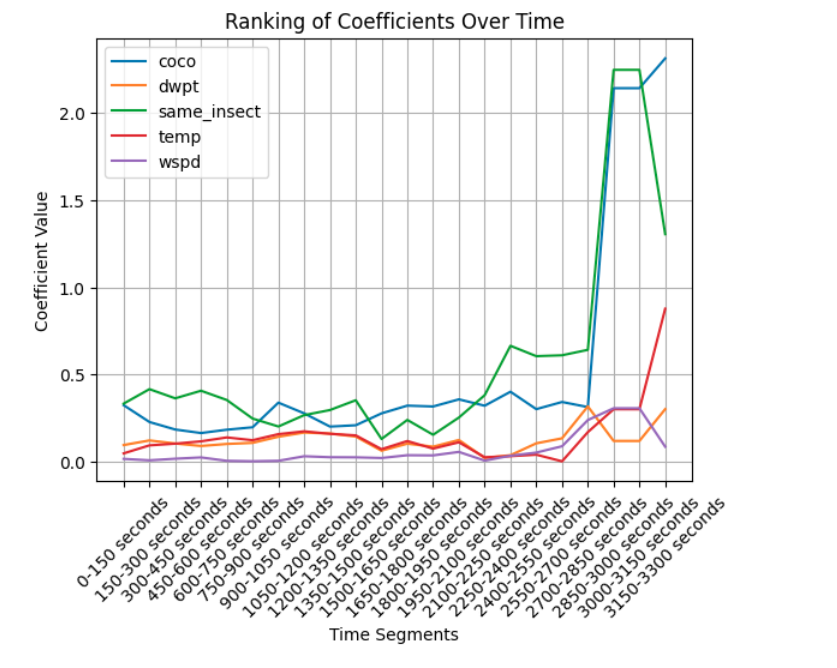 Ranking of Coefficients Over Time
coco
dwpt
same_insect
temp
wspd
Coefficient Value
2.0
1.5
1.0
0.5
0.0
0-150 seconds
150-300 seconds
300-450 seconds
450-600 seconds
600-750 seconds
750-900 seconds
900-1050 seconds
1050-1200 seconds
1200-1350 seconds
1350-1500 seconds
1500-1650 seconds
1650-1800 seconds
1800-1950 seconds
1950-2100 seconds
2100-2250 seconds
2250-2400 seconds
2400-2550 seconds
2550-2700 seconds
2700-2850 seconds
2850-3000 seconds
3000-3150 seconds
3150-3300 seconds
Time Segments